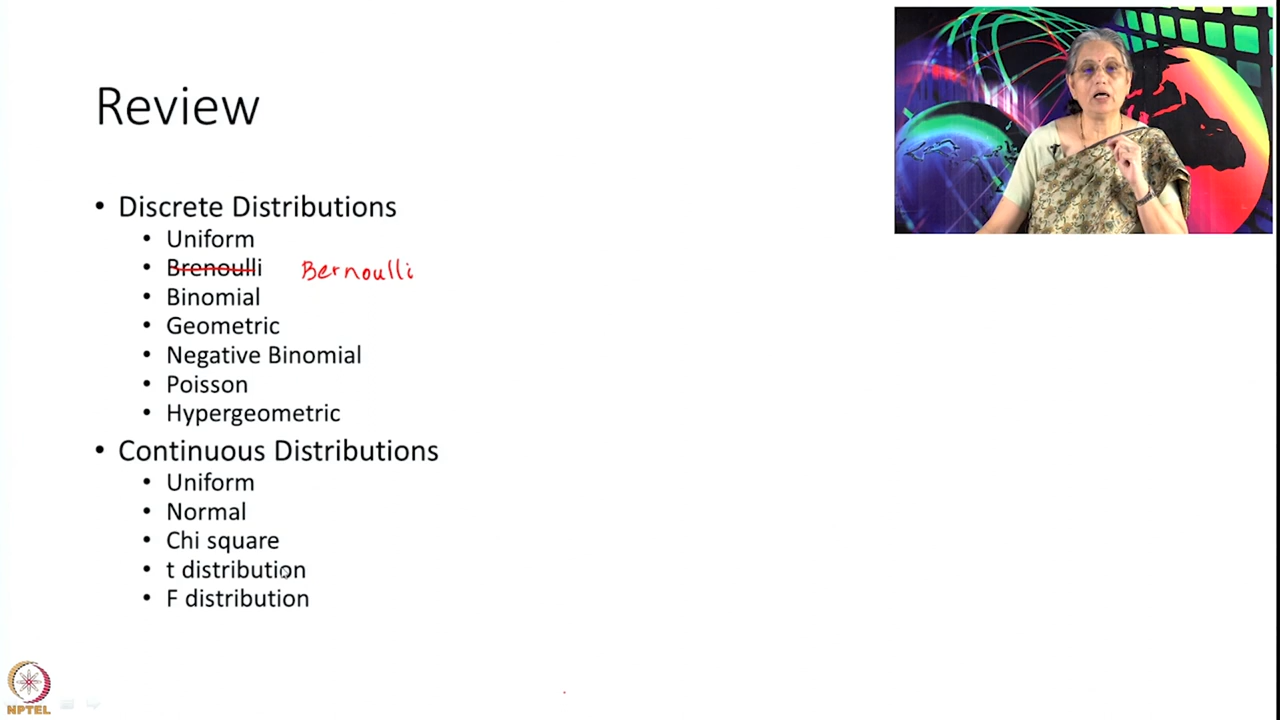 Review
• Discrete Distributions
• Uniform
• Brenoulli Bernoulli
• Binomial
• Geometric
• Negative Binomial
• Poisson
• Hypergeometric
• Continuous Distributions
• Uniform
• Normal
• Chi square
• t distribution
• F distribution
NPTEL